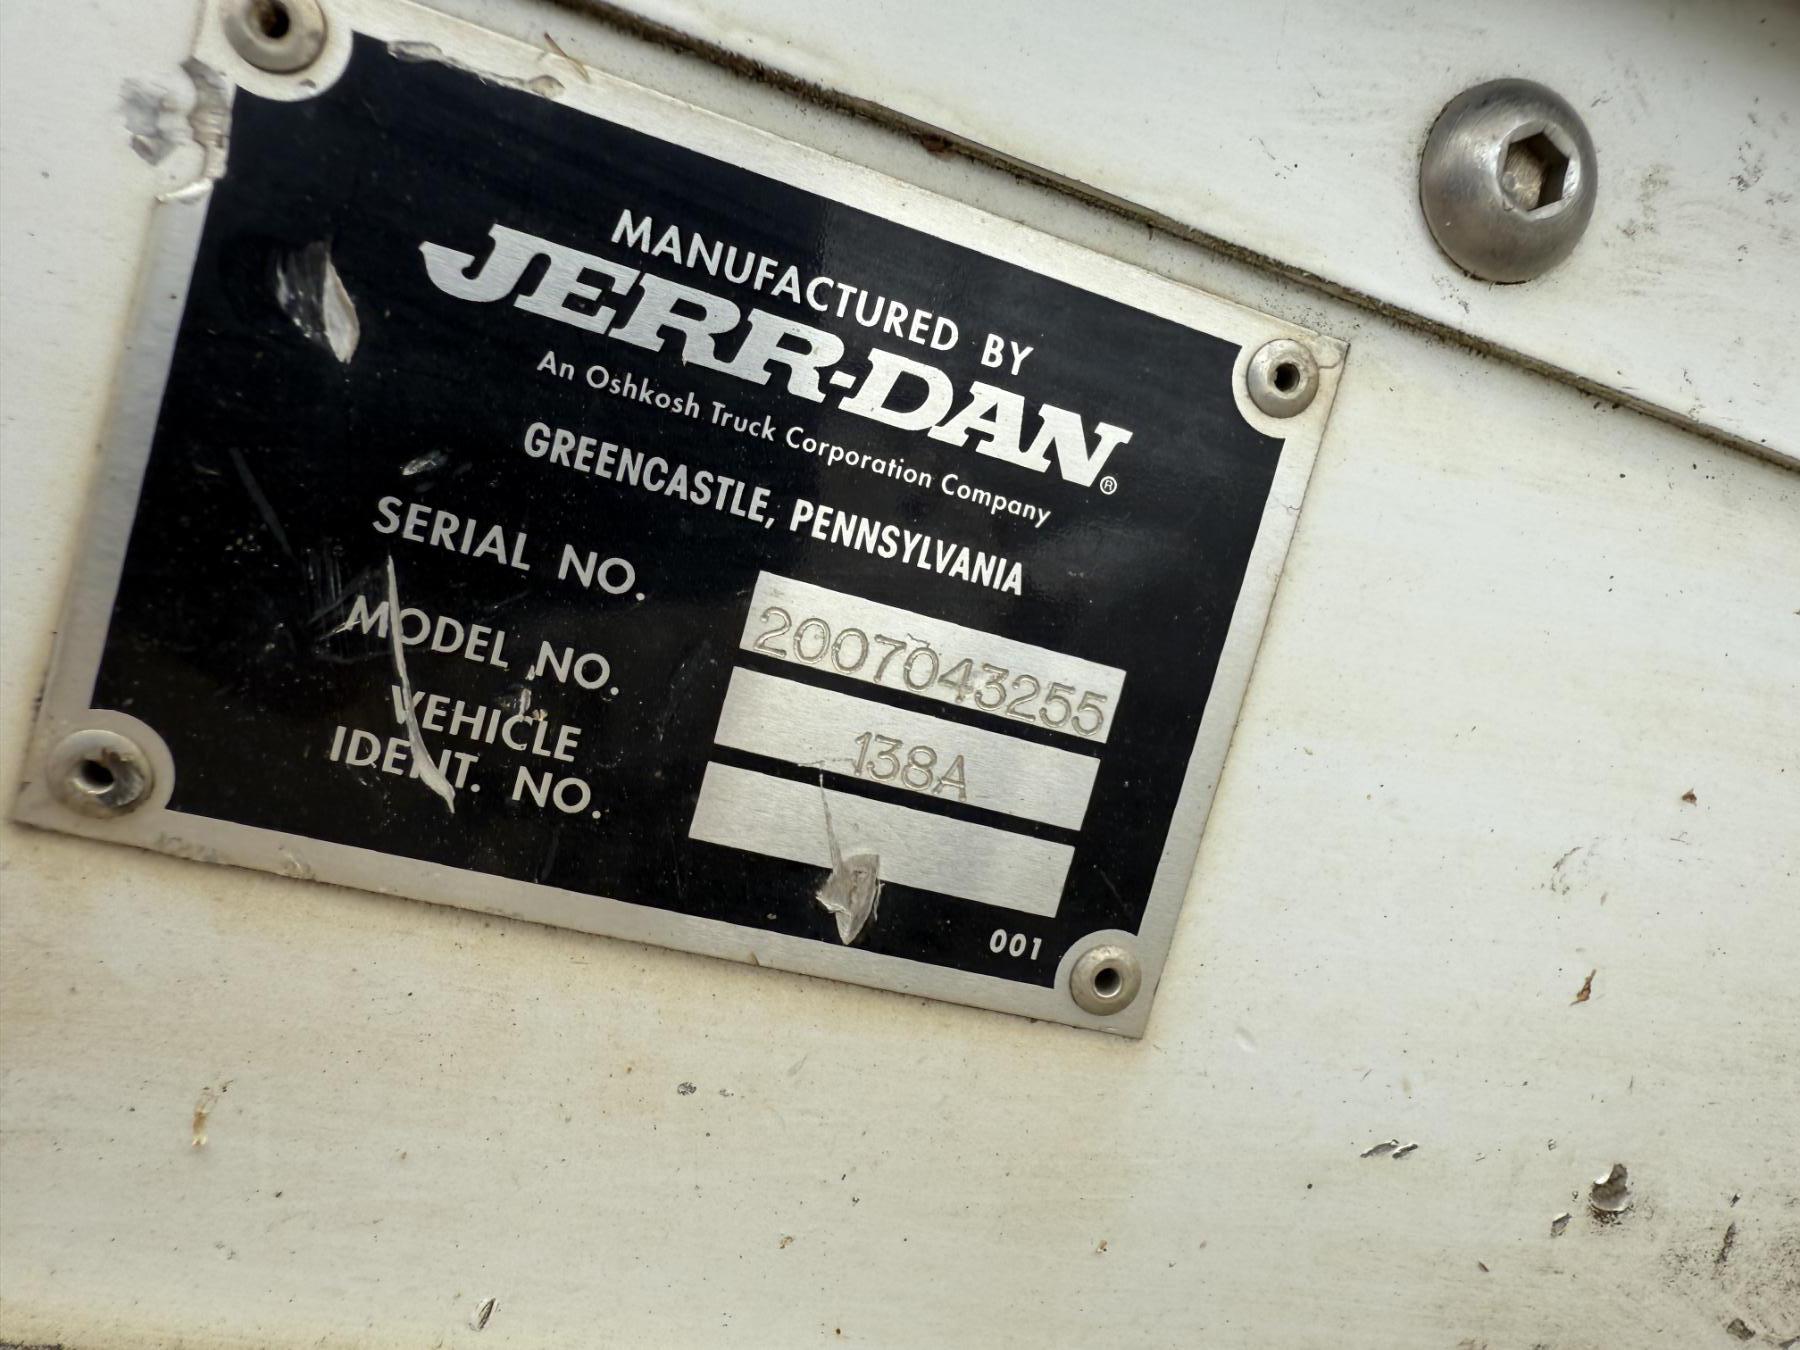 MANUFACTURED BY
JERR-DAN®
An Oshkosh Truck Corporation Company
GREENCASTLE, PENNSYLVANIA
SERIAL NO. 2007043255
MODEL NO. 138A
VEHICLE
IDENT. NO.
001